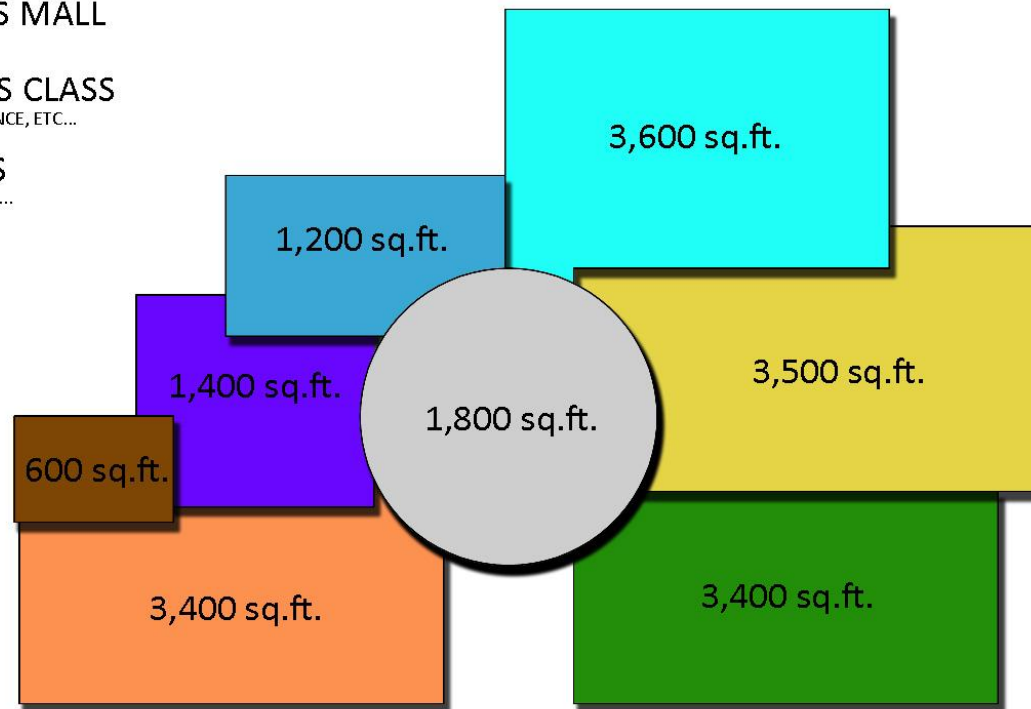 S MALL
S CLASS
NCE, ETC...
S
...
3,600 sq.ft.
1,200 sq.ft.
3,500 sq.ft.
1,400 sq.ft.
1,800 sq.ft.
600 sq.ft.
3,400 sq.ft.
3,400 sq.ft.